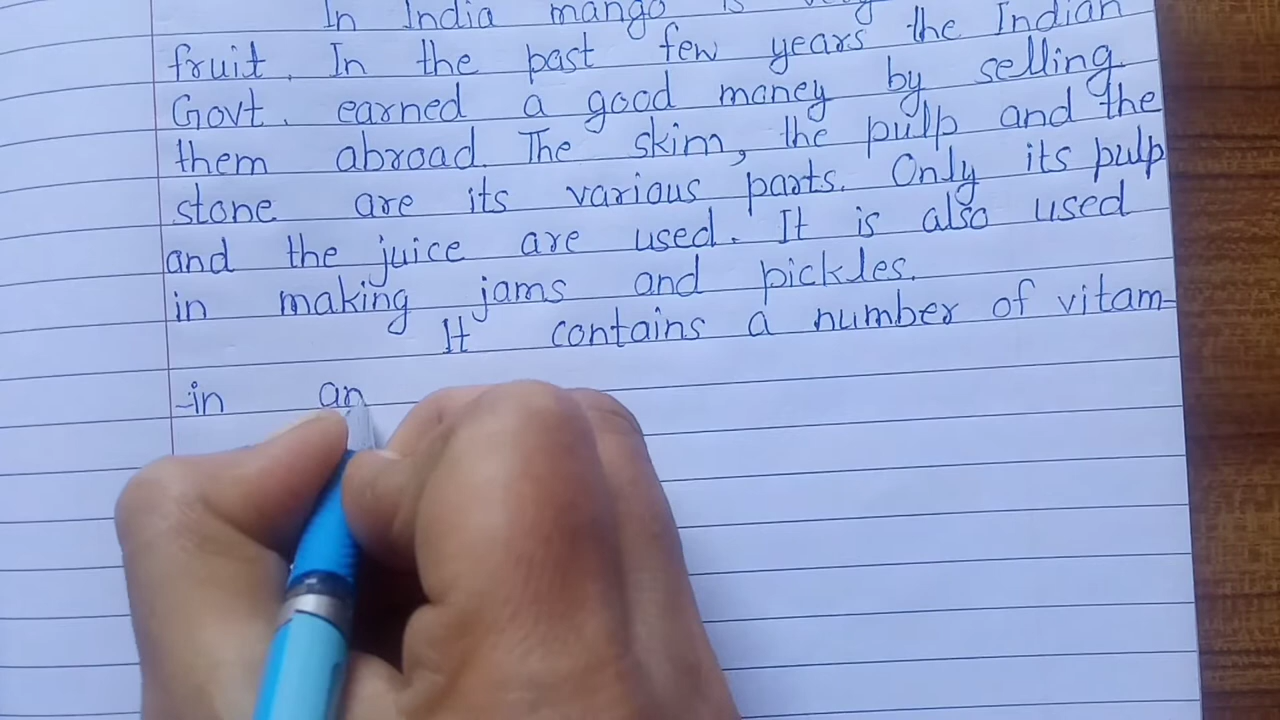 In India mango is very
fruit. In the past few years the Indian
Govt. earned a good money by selling
them abroad. The skim, the pulp and the
stone are its various parts. Only its pulp
and the juice are used. It is also used
in making jams and pickles.
It contains a number of vitam-
-in an